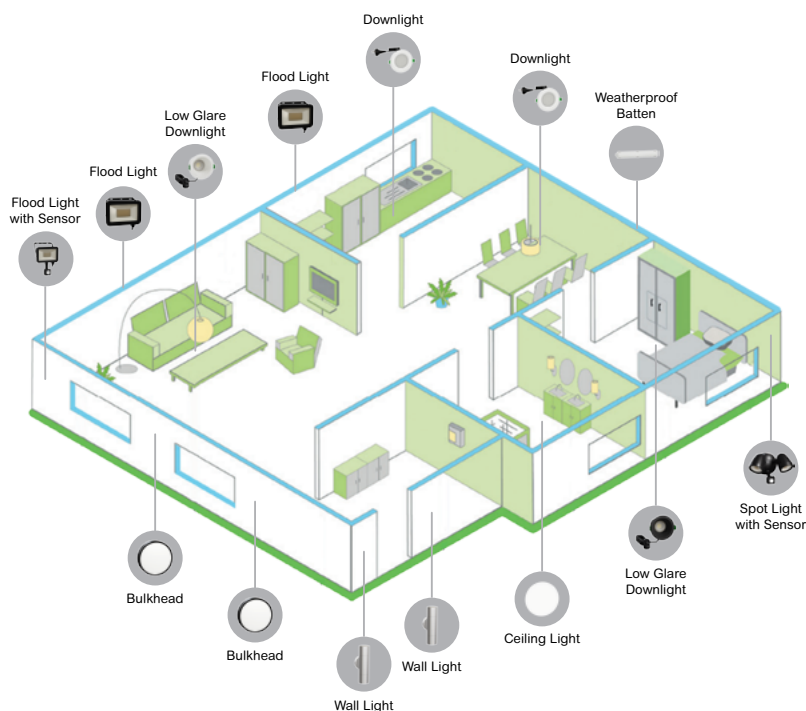 Downlight
Downlight
Flood Light
Weatherproof
Batten
Low Glare
Downlight
Flood Light
Flood Light
with Sensor
Spot Light
with Sensor
Low Glare
Downlight
Bulkhead
Ceiling Light
Bulkhead
Wall Light
Wall Light